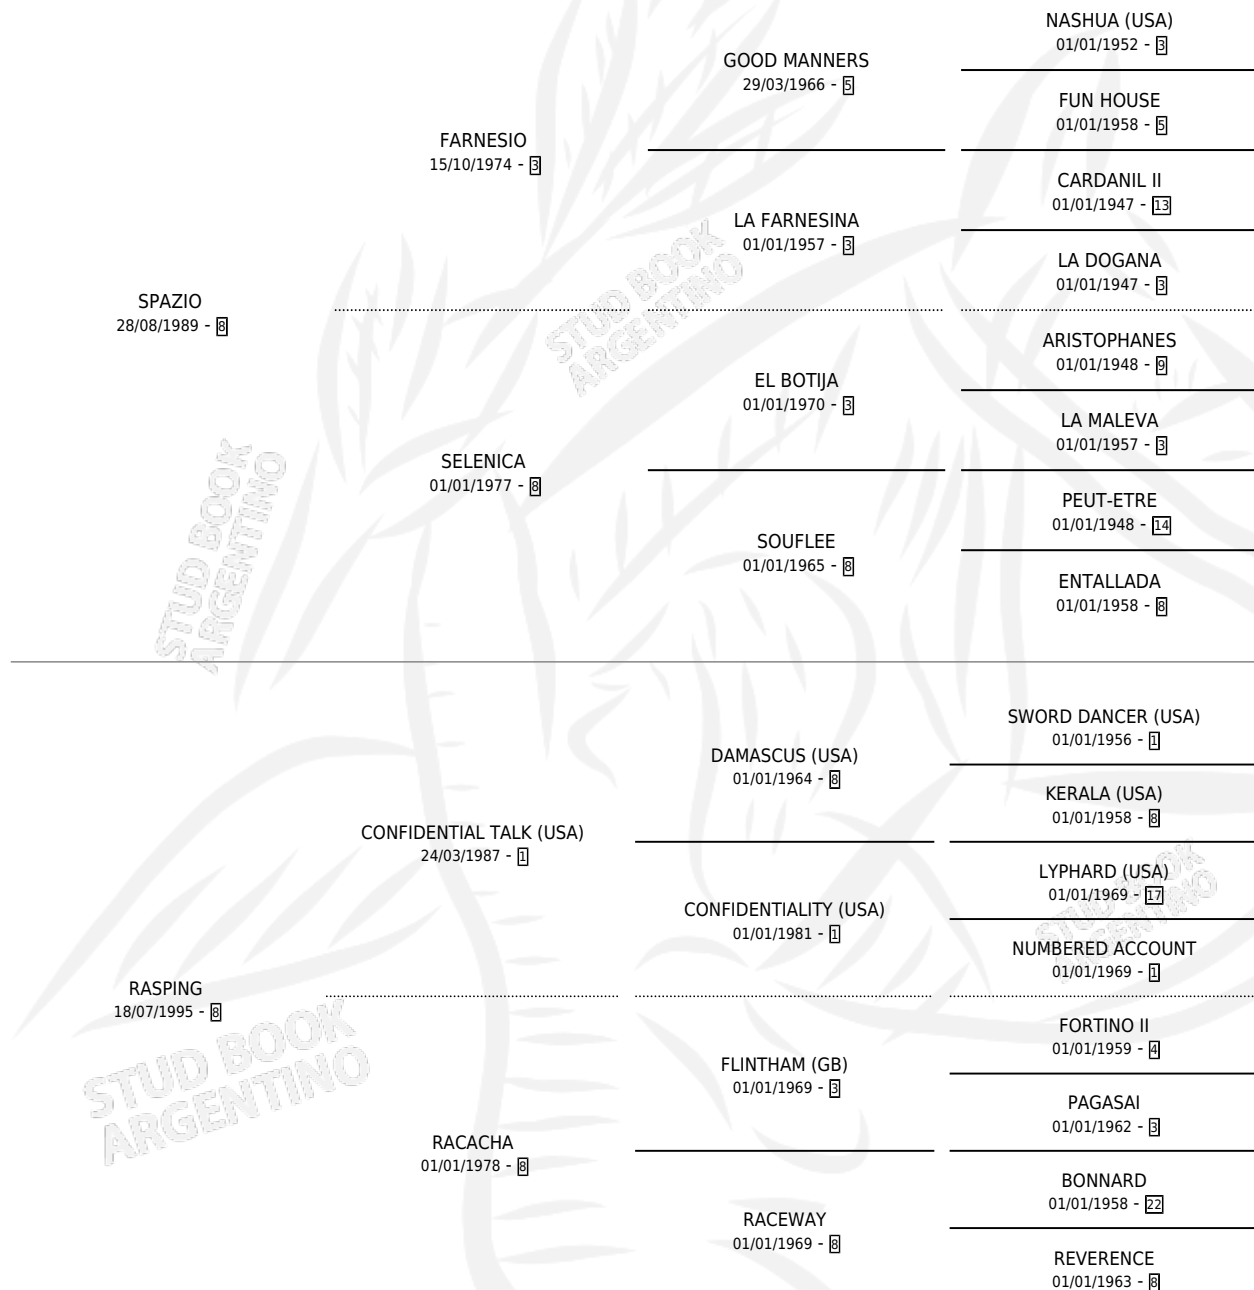 NASHUA (USA)
01/01/1952 - 3
GOOD MANNERS
29/03/1966 - 5
FUN HOUSE
01/01/1958 - 5
FARNESIO
15/10/1974 - 3
CARDANIL II
01/01/1947 - 13
LA FARNESINA
01/01/1957 - 3
LA DOGANA
01/01/1947 - 3
SPAZIO
28/08/1989 - 8
STUD BOOK
ARGENTINO
ARISTOPHANES
01/01/1948 - 9
EL BOTIJA
01/01/1970 - 3
LA MALEVA
01/01/1957 - 3
SELENICA
01/01/1977 - 8
PEUT-ETRE
01/01/1948 - 14
SOUFLEE
01/01/1965 - 8
ENTALLADA
01/01/1958 - 8
STUD BOOK
ARGENTINO
SWORD DANCER (USA)
01/01/1956 - 1
DAMASCUS (USA)
01/01/1964 - 8
KERALA (USA)
01/01/1958 - 8
CONFIDENTIAL TALK (USA)
24/03/1987 - 1
LYPHARD (USA)
01/01/1969 - 17
CONFIDENTIALITY (USA)
01/01/1981 - 1
STUD BOOK
ARGENTINO
NUMBERED ACCOUNT
01/01/1969 - 1
RASPING
18/07/1995 - 8
STUD BOOK
ARGENTINO
FORTINO II
01/01/1959 - 4
FLINTHAM (GB)
01/01/1969 - 3
PAGASAI
01/01/1962 - 3
RACACHA
01/01/1978 - 8
BONNARD
01/01/1958 - 22
RACEWAY
01/01/1969 - 8
REVERENCE
01/01/1963 - 8